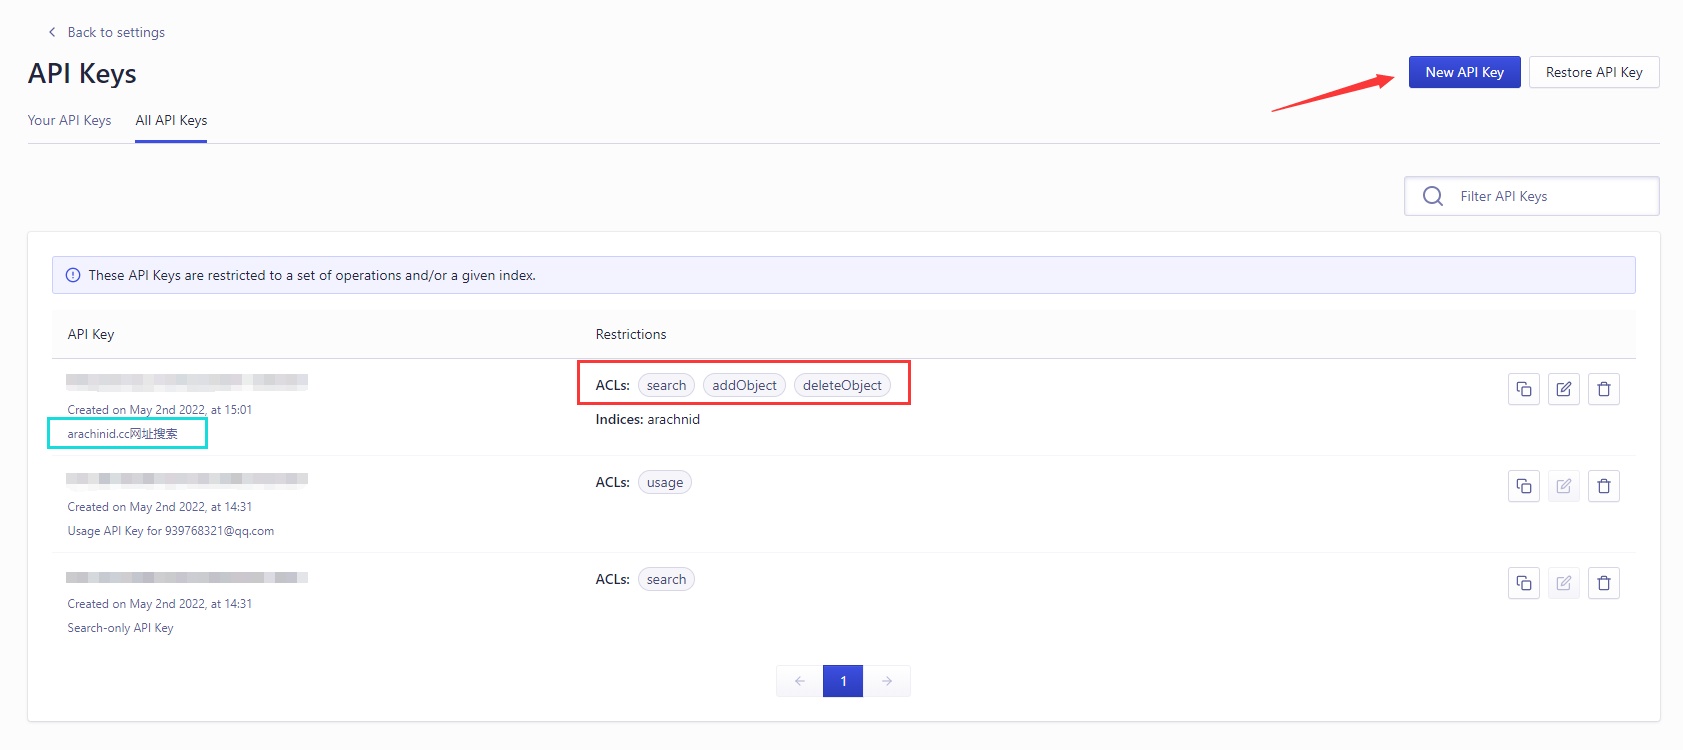 Back to settings
API Keys
New API Key
Restore API Key
Your API Keys
All API Keys
Filter API Keys
These API Keys are restricted to a set of operations and/or a given index.
API Key
Restrictions
ACLs: search addObject deleteObject
Created on May 2nd 2022, at 15:01
Indices: arachnid
arachinid.cc网址搜索
ACLs: usage
Created on May 2nd 2022, at 14:31
Usage API Key for 939768321@qq.com
ACLs: search
Created on May 2nd 2022, at 14:31
Search-only API Key
1